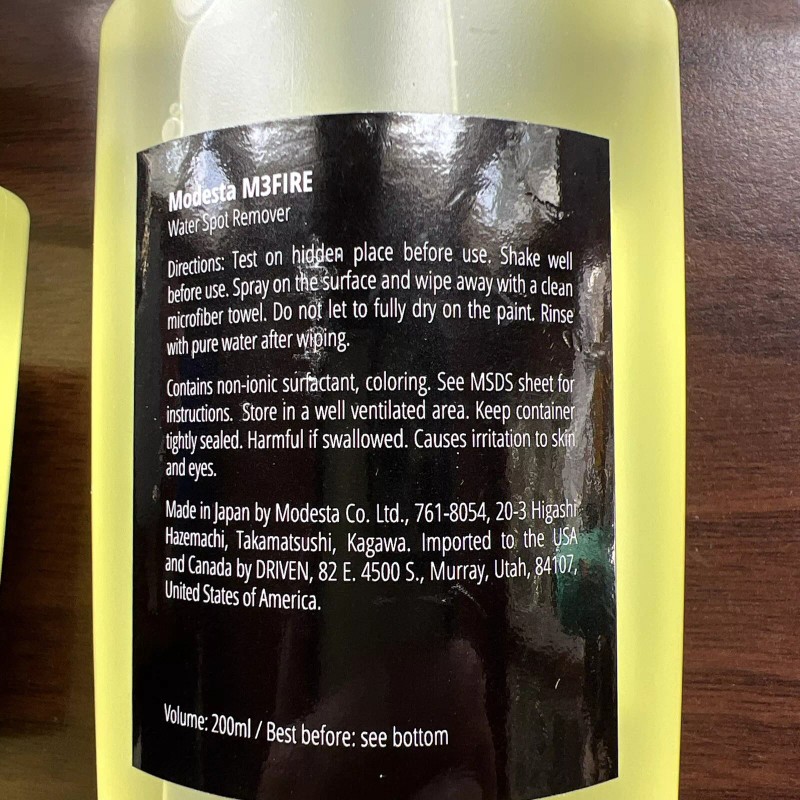 Modesta M3FIRE
Water Spot Remover
Directions: Test on hidden place before use. Shake well
before use. Spray on the surface and wipe away with a clean
microfiber towel. Do not let to fully dry on the paint. Rinse
with pure water after wiping.
Contains non-ionic surfactant, coloring. See MSDS sheet for
instructions. Store in a well ventilated area. Keep container
tightly sealed. Harmful if swallowed. Causes irritation to skin
and eyes.
Made in Japan by Modesta Co. Ltd., 761-8054, 20-3 Higashi
Hazemachi, Takamatsushi, Kagawa. Imported to the USA
and Canada by DRIVEN, 82 E. 4500 S., Murray, Utah, 84107,
United States of America.
Volume: 200ml / Best before: see bottom